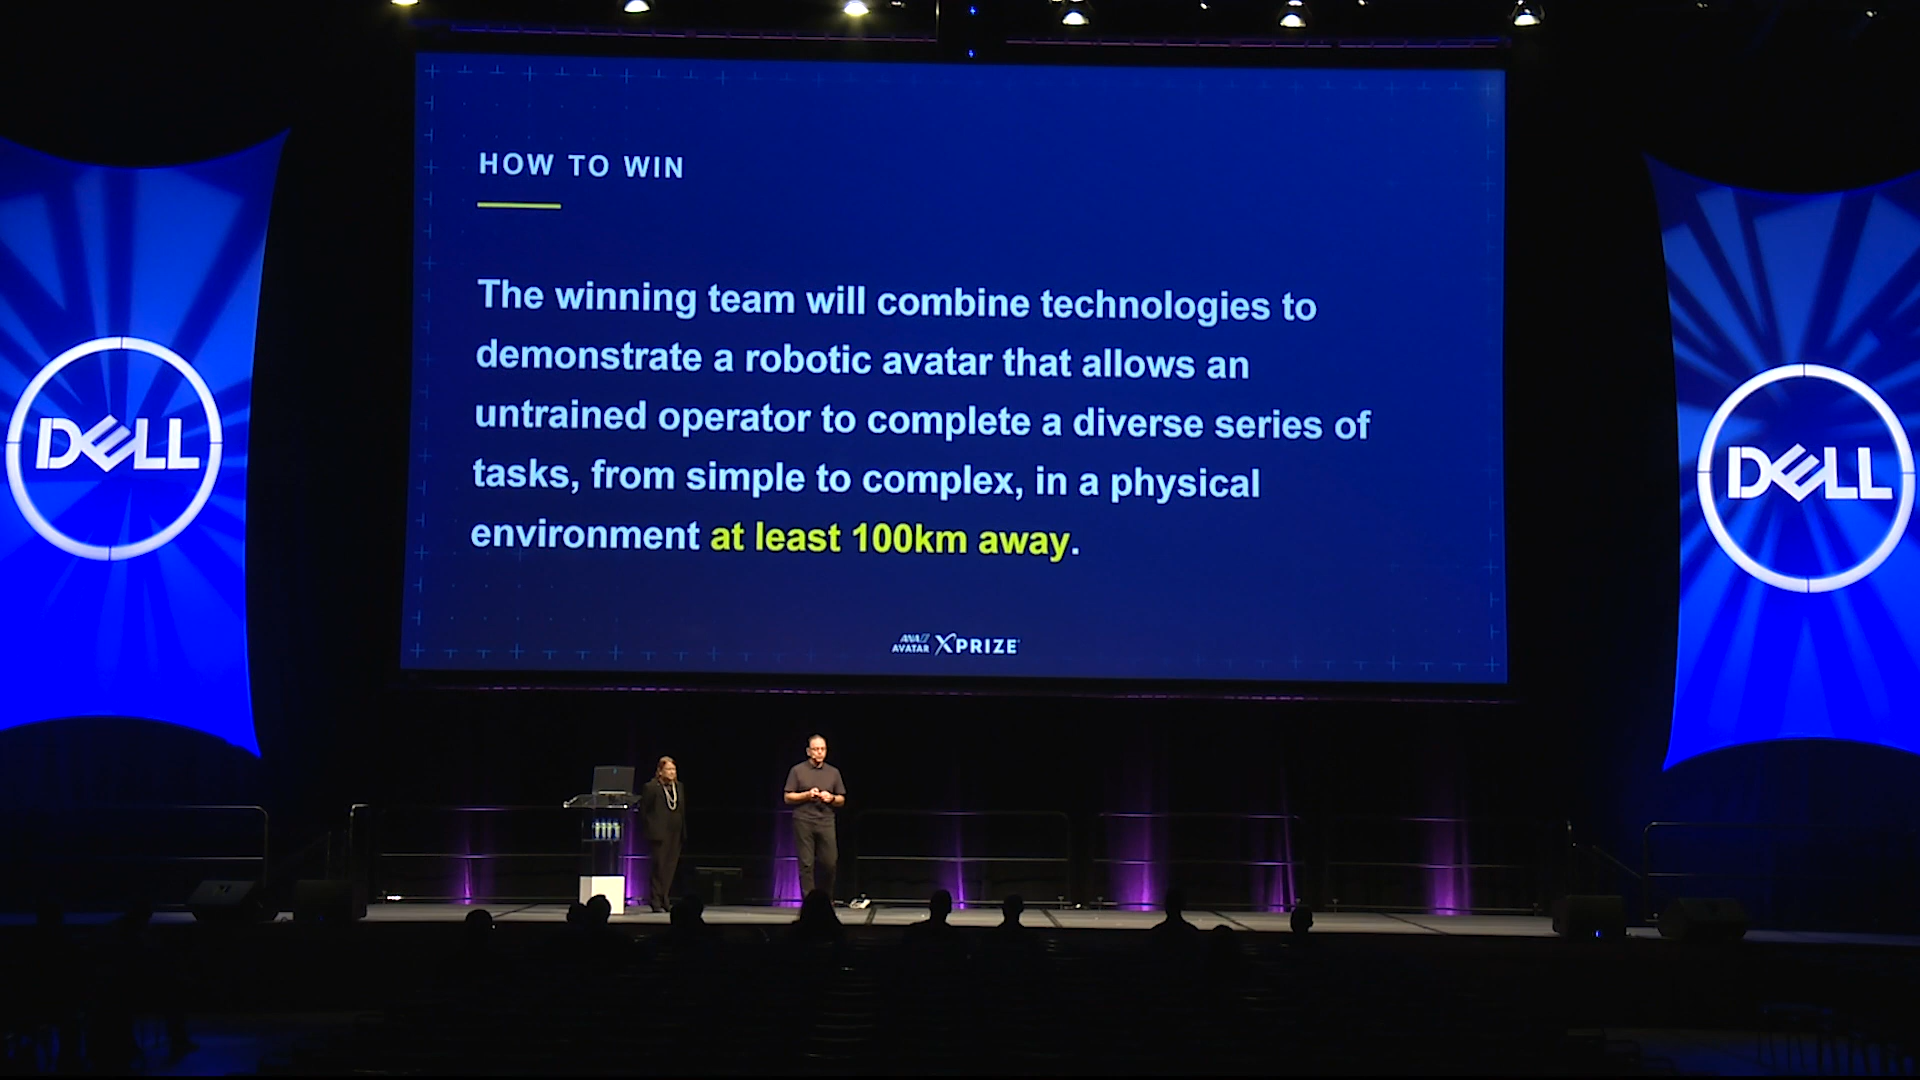 HOW TO WIN
The winning team will combine technologies to
demonstrate a robotic avatar that allows an
untrained operator to complete a diverse series of
tasks, from simple to complex, in a physical
environment at least 100km away.
ANA
AVATAR XPRIZE
DELL
DELL